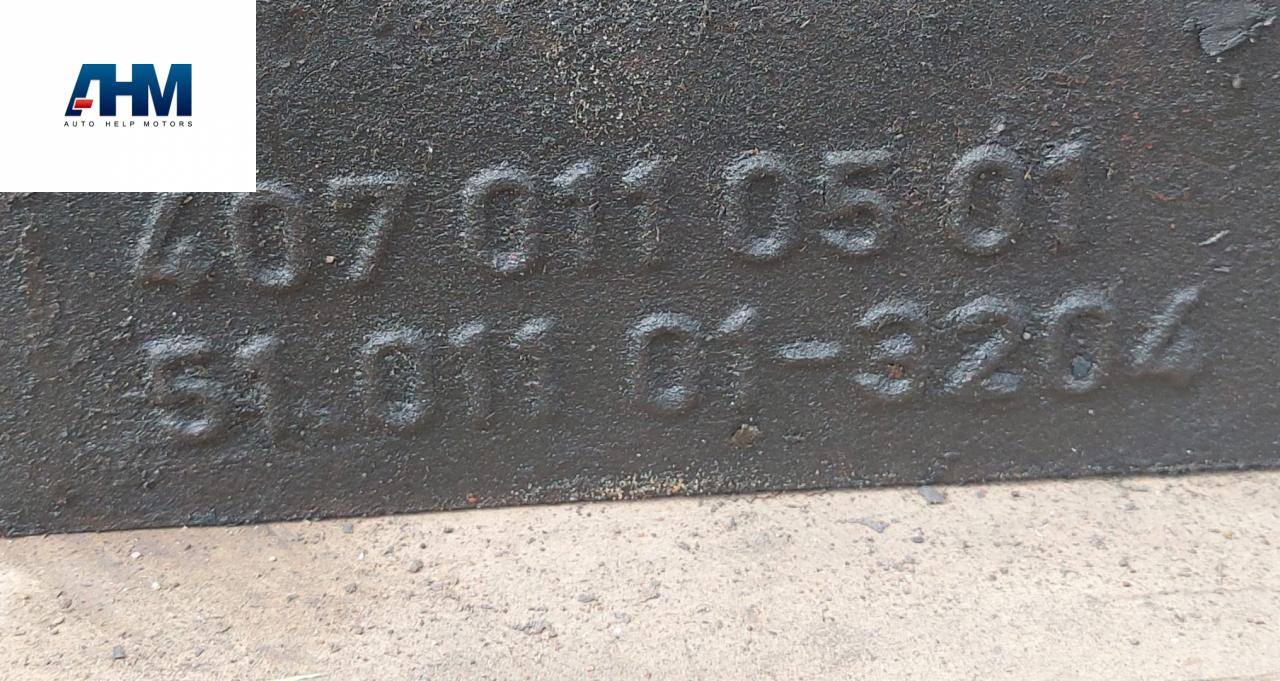 AHM
AUTO HELP MOTORS
407 011 05 01
51.011 01-3204